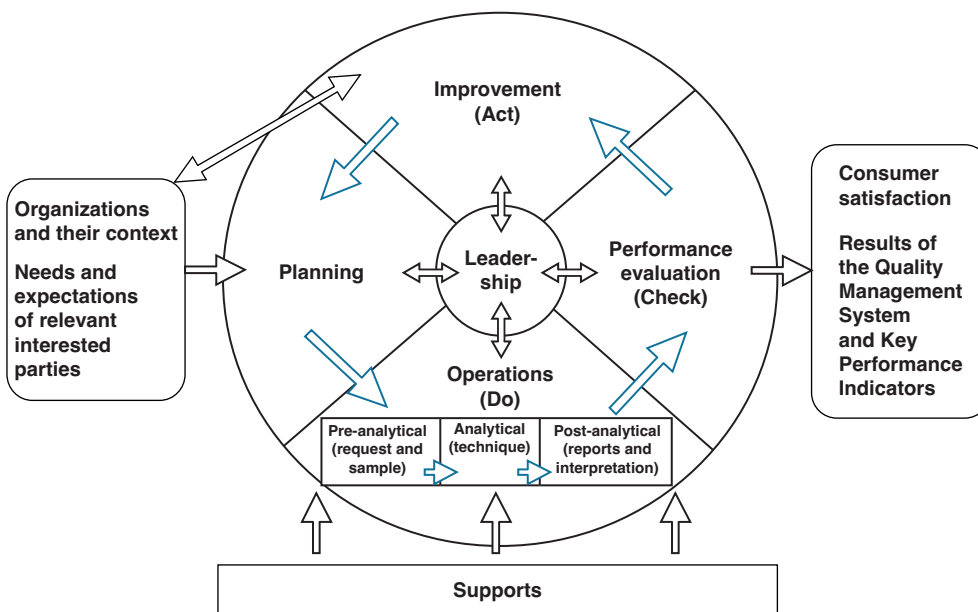 Improvement
(Act)
Organizations
and their context
Needs and
expectations
of relevant
interested
parties
Planning
Leader-
ship
Performance
evaluation
(Check)
Consumer
satisfaction
Results of
the Quality
Management
System
and Key
Performance
Indicators
Operations
(Do)
Pre-analytical
(request and
sample)
Analytical
(technique)
Post-analytical
(reports and
interpretation)
Supports